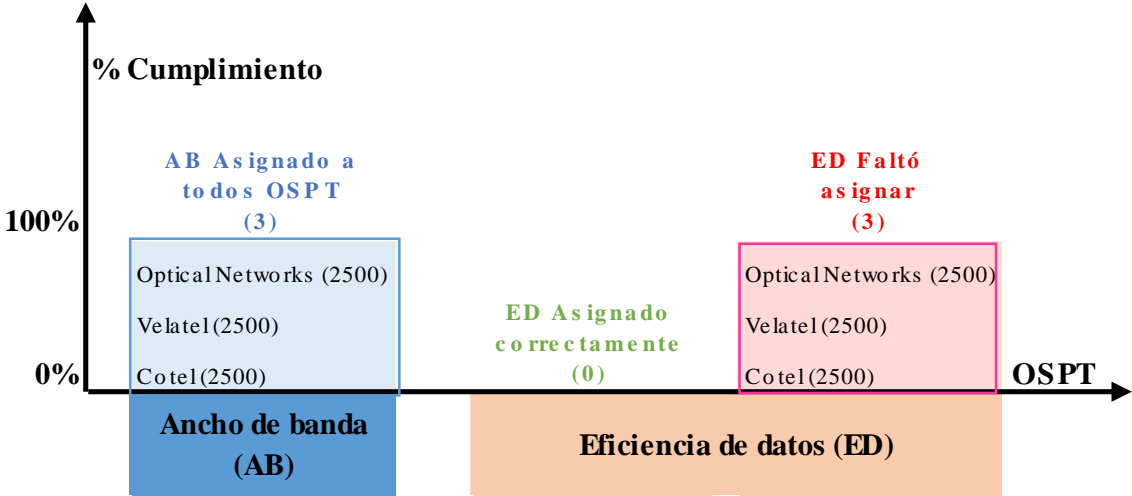 % Cumplimiento
AB Asignado a
todos OSPT
(3)
ED Faltó
asignar
(3)
100%
Optical Networks (2500)
Velatel (2500)
Cotel (2500)
ED Asignado
correctamente
(0)
Optical Networks (2500)
Velatel (2500)
Cotel (2500)
0%
OSPT
Ancho de banda
(AB)
Eficiencia de datos (ED)